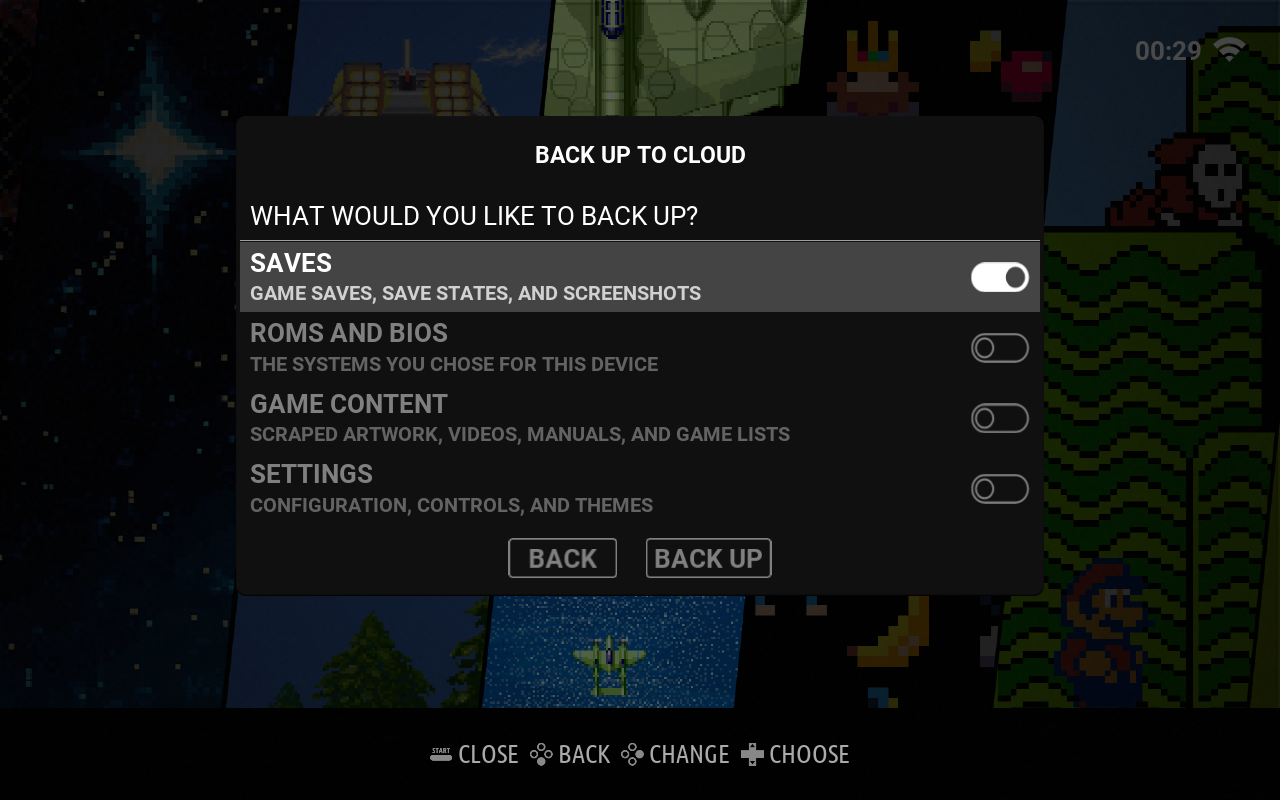 00:29
BACK UP TO CLOUD
WHAT WOULD YOU LIKE TO BACK UP?
SAVES
GAME SAVES, SAVE STATES, AND SCREENSHOTS
ROMS AND BIOS
THE SYSTEMS YOU CHOSE FOR THIS DEVICE
GAME CONTENT
SCRAPED ARTWORK, VIDEOS, MANUALS, AND GAME LISTS
SETTINGS
CONFIGURATION, CONTROLS, AND THEMES
BACK BACK UP
START CLOSE BACK CHANGE CHOOSE